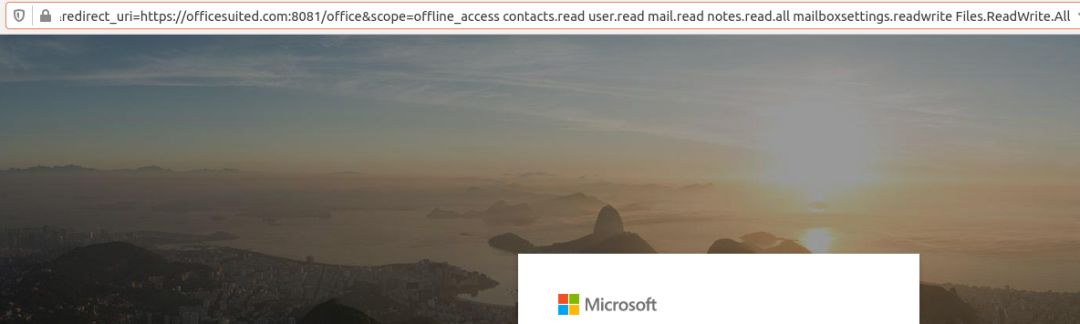 :redirect_uri=https://officesuited.com:8081/office&scope=offline_access contacts.read user.read mail.read notes.read.all mailboxsettings.readwrite Files.ReadWrite.All
Microsoft